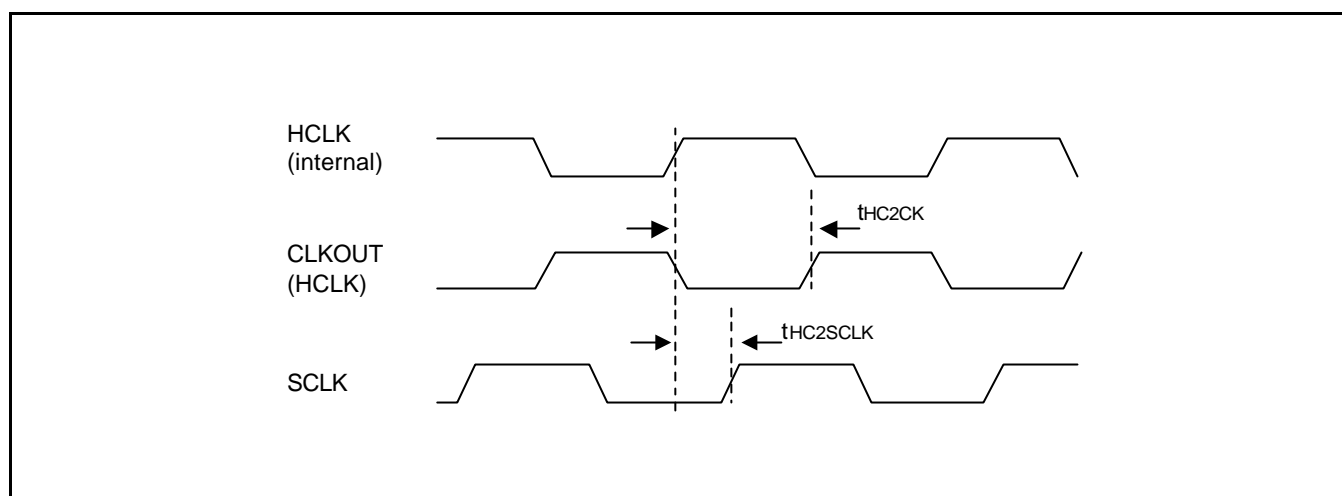 HCLK
(internal)
tHC2CK
CLKOUT
(HCLK)
tHC2SCLK
SCLK